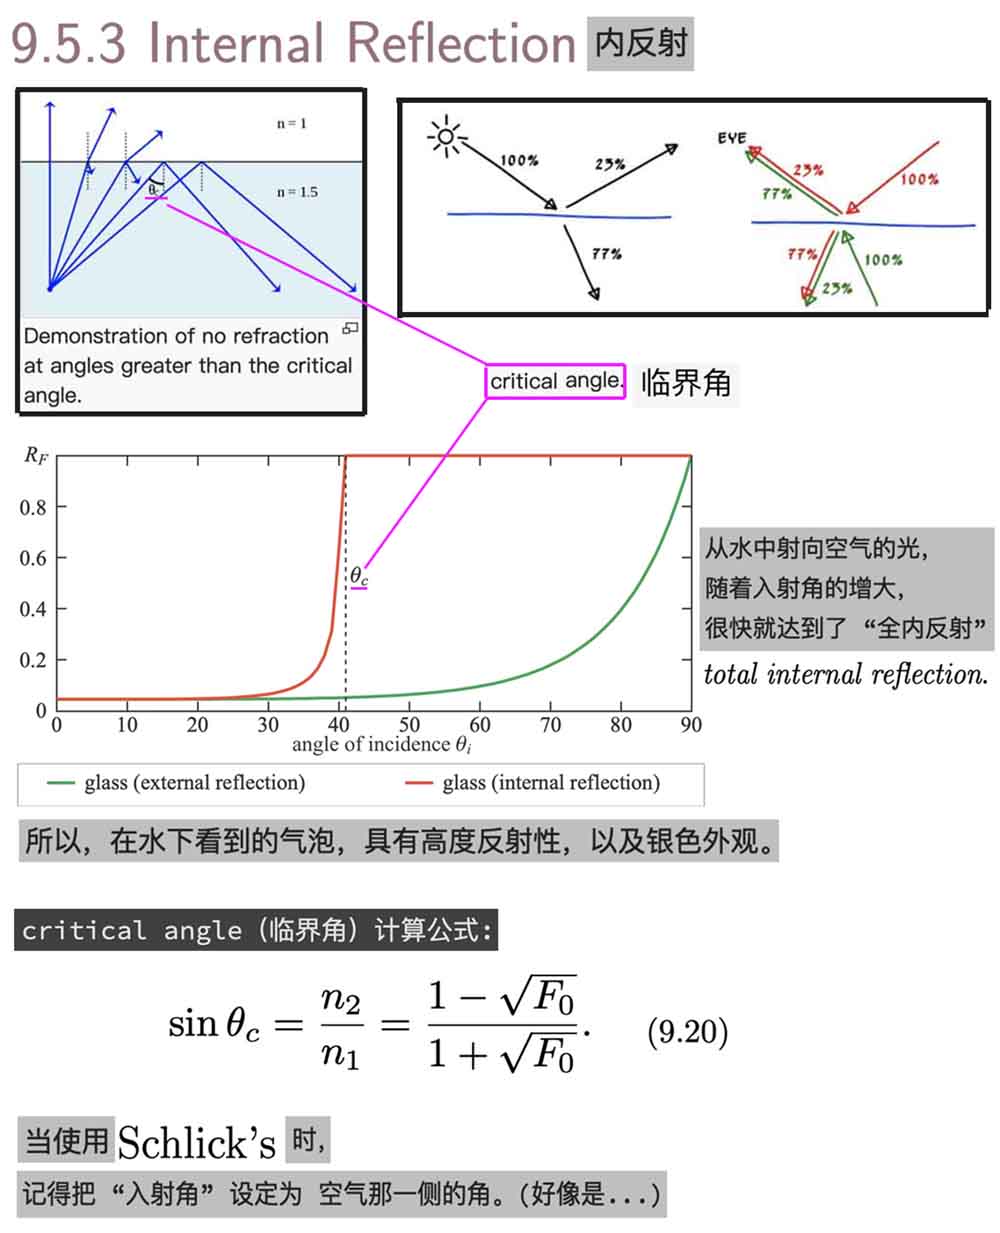 9.5.3 Internal Reflection 内反射
n = 1
θc
n = 1.5
Demonstration of no refraction
at angles greater than the critical
angle.
100%
23%
77%
EYE
23%
77%
100%
77%
23%
100%
critical angle. 临界角
R_F
0.8
0.6
0.4
0.2
0
θ_c
0 10 20 30 40 50 60 70 80 90
angle of incidence θ_i
glass (external reflection) glass (internal reflection)
从水中射向空气的光，
随着入射角的增大，
很快就达到了“全内反射”
total internal reflection.
所以，在水下看到的气泡，具有高度反射性，以及银色外观。
critical angle（临界角）计算公式：
sin θ_c = n_2/n_1 = (1 − √F_0)/(1 + √F_0). (9.20)
当使用 Schlick's 时，
记得把“入射角”设定为 空气那一侧的角。(好像是...)